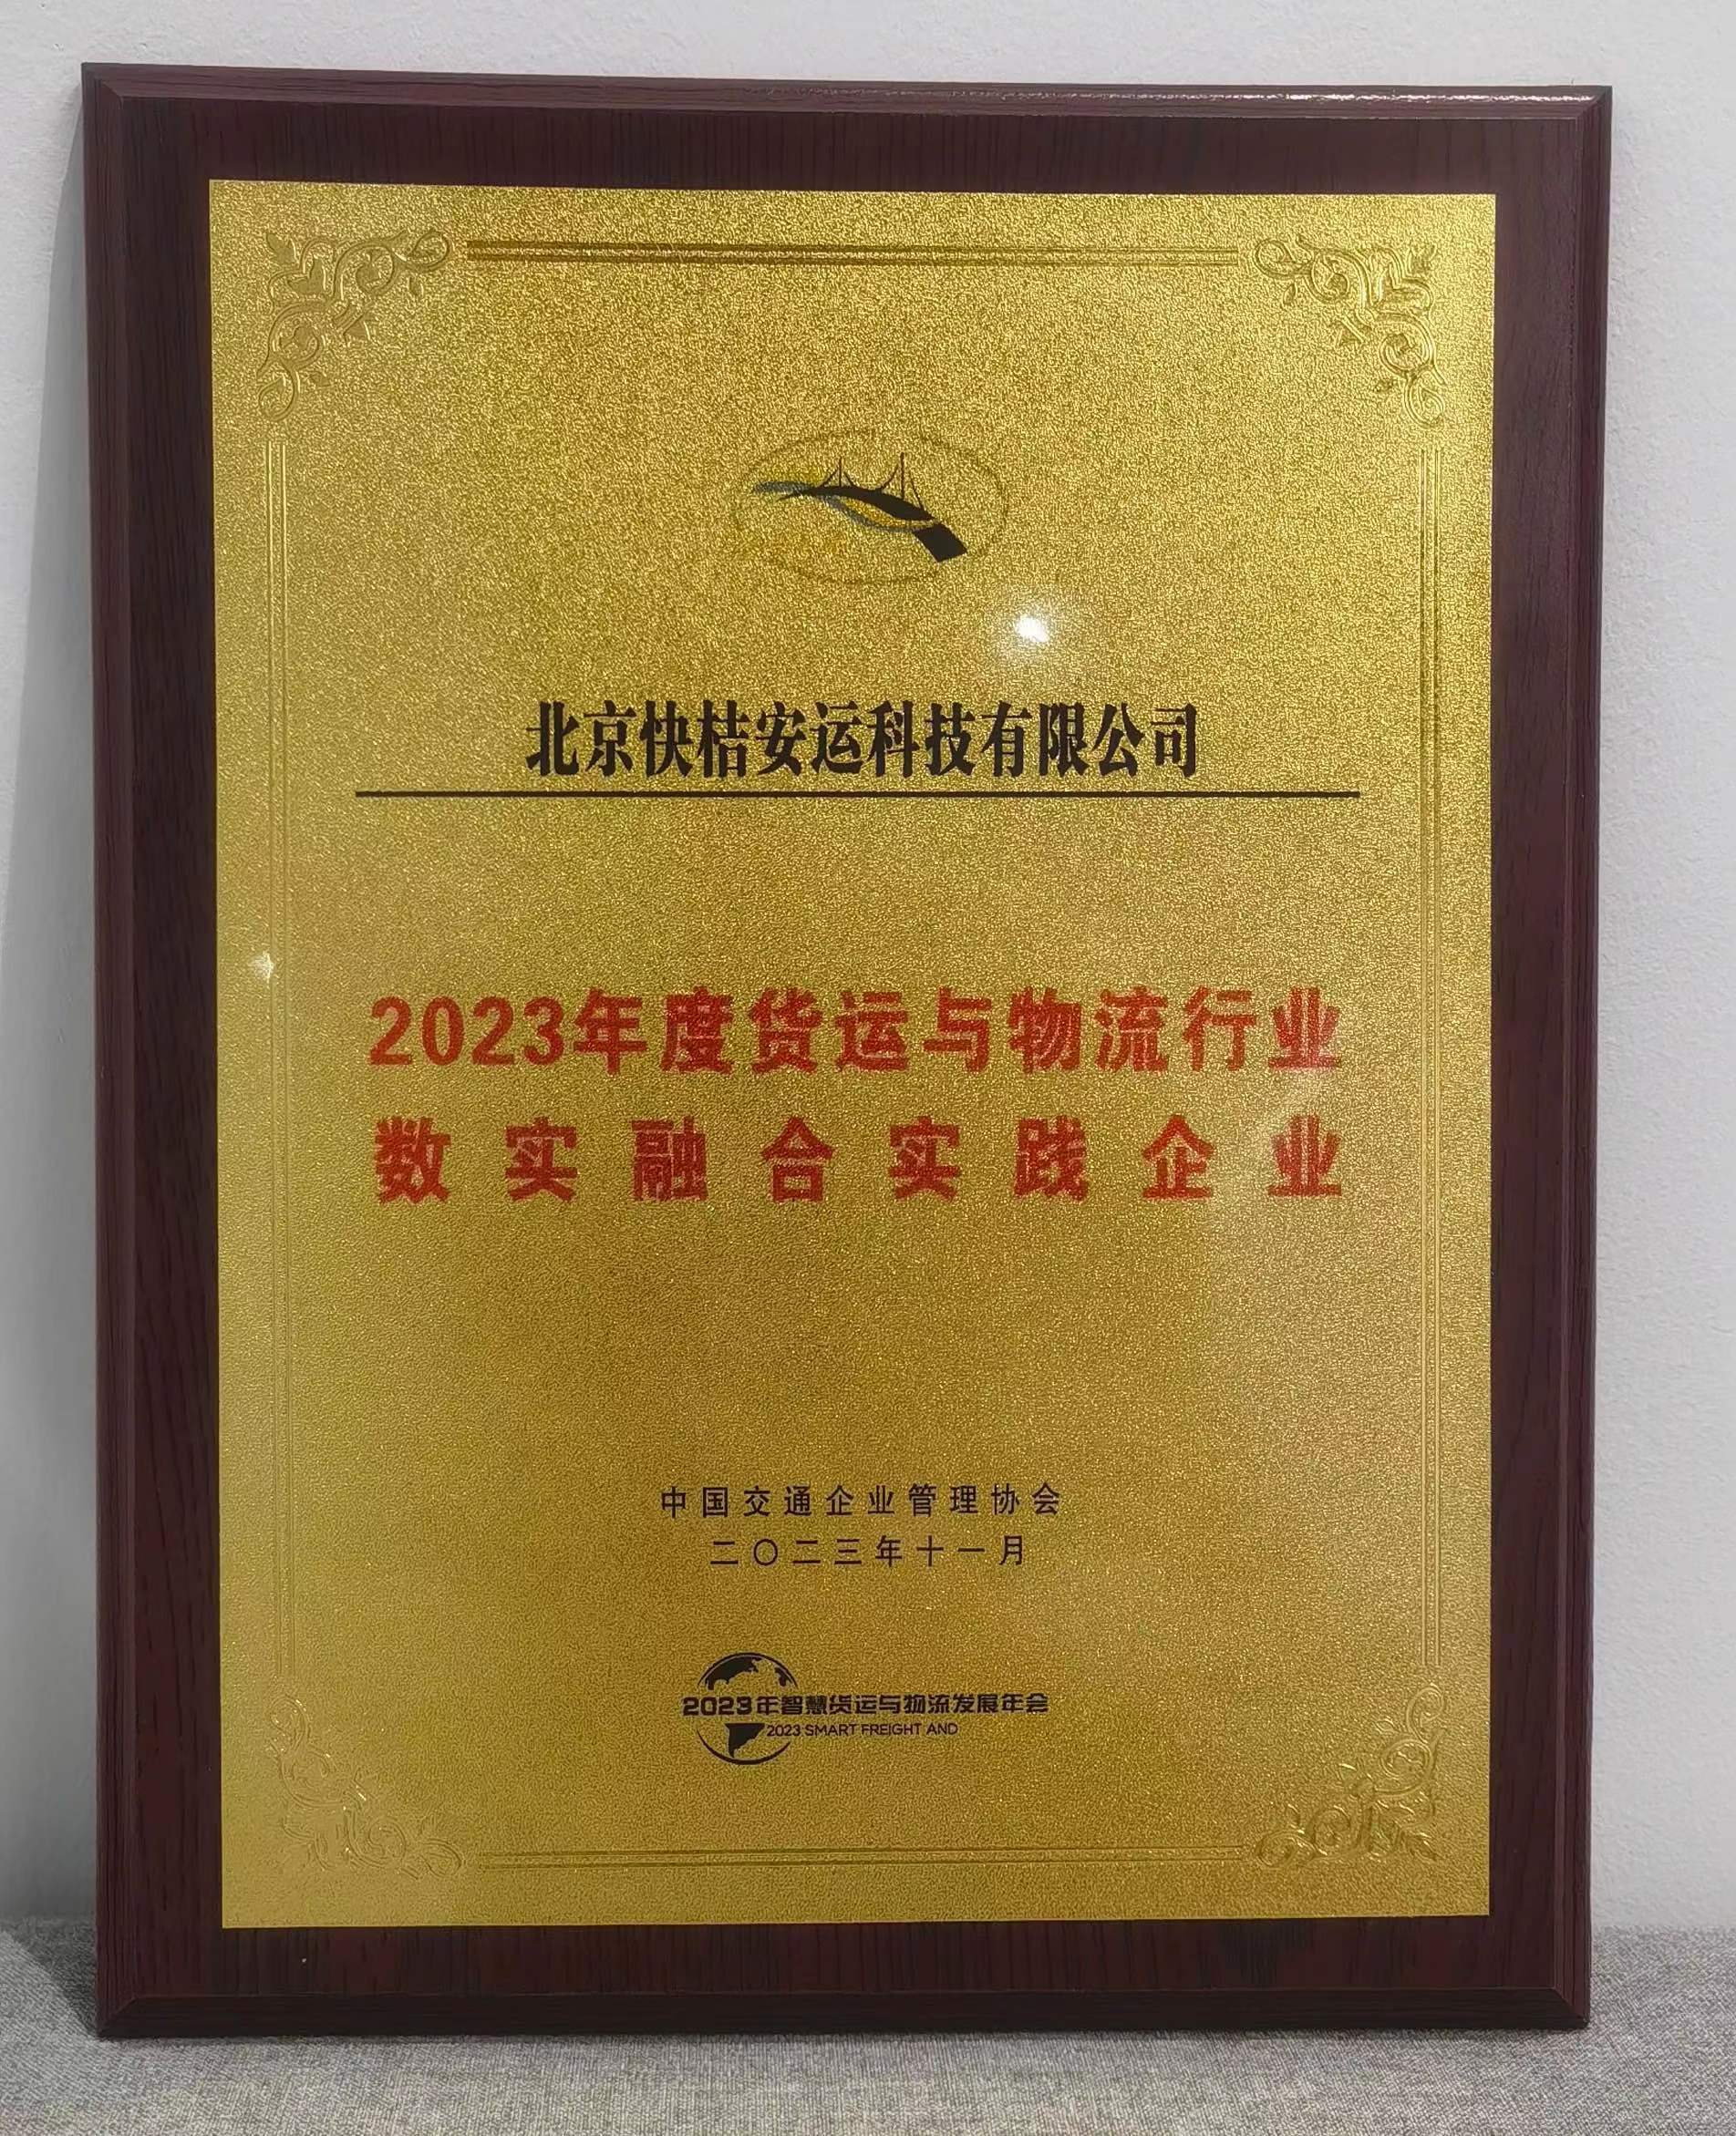 北京快桔安运科技有限公司
2023年度货运与物流行业
数实融合实践企业
中国交通企业管理协会
二〇二三年十一月
2023年智慧货运与物流发展年会
2023 SMART FREIGHT AND